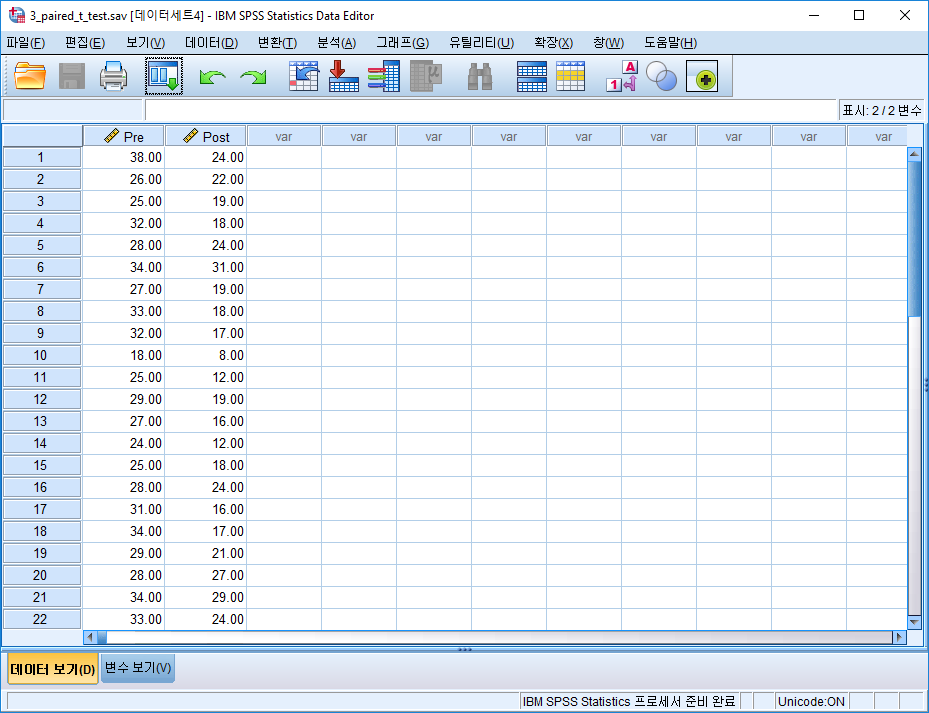 3_paired_t_test.sav [데이터세트4] - IBM SPSS Statistics Data Editor
파일(F) 편집(E) 보기(V) 데이터(D) 변환(T) 분석(A) 그래프(G) 유틸리티(U) 확장(X) 창(W) 도움말(H)
표시: 2 / 2 변수
Pre Post var var var var var var var var var
1 38.00 24.00
2 26.00 22.00
3 25.00 19.00
4 32.00 18.00
5 28.00 24.00
6 34.00 31.00
7 27.00 19.00
8 33.00 18.00
9 32.00 17.00
10 18.00 8.00
11 25.00 12.00
12 29.00 19.00
13 27.00 16.00
14 24.00 12.00
15 25.00 18.00
16 28.00 24.00
17 31.00 16.00
18 34.00 17.00
19 29.00 21.00
20 28.00 27.00
21 34.00 29.00
22 33.00 24.00
데이터 보기(D) 변수 보기(V)
IBM SPSS Statistics 프로세서 준비 완료 Unicode:ON